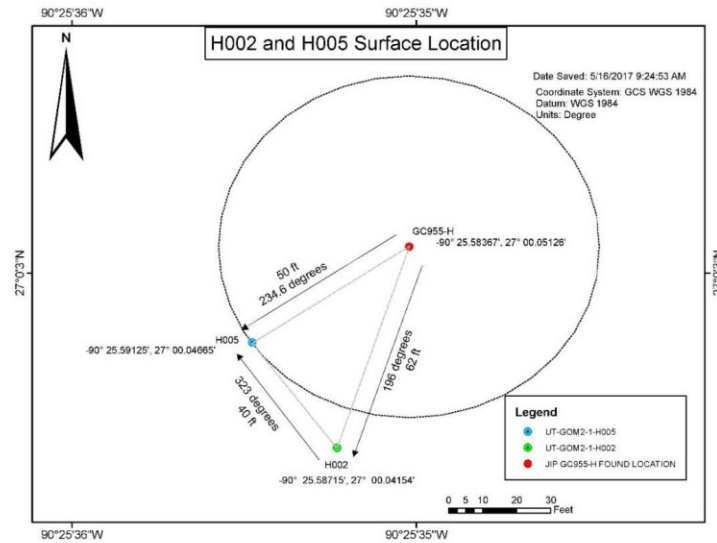 90°25'36"W
90°25'35"W
H002 and H005 Surface Location
N
Date Saved: 5/16/2017 9:24:53 AM
Coordinate System: GCS WGS 1984
Datum: WGS 1984
Units: Degree
GC955-H
-90° 25.58367', 27° 00.05126'
27°0'3"N
27°0'3"N
50 ft
234.6 degrees
H005
-90° 25.59125', 27° 00.04665'
196 degrees
62 ft
323 degrees
40 ft
H002
-90° 25.58715', 27° 00.04154'
Legend
UT-GOM2-1-H005
UT-GOM2-1-H002
JIP GC955-H FOUND LOCATION
0 5 10 20 30
Feet
90°25'36"W
90°25'35"W